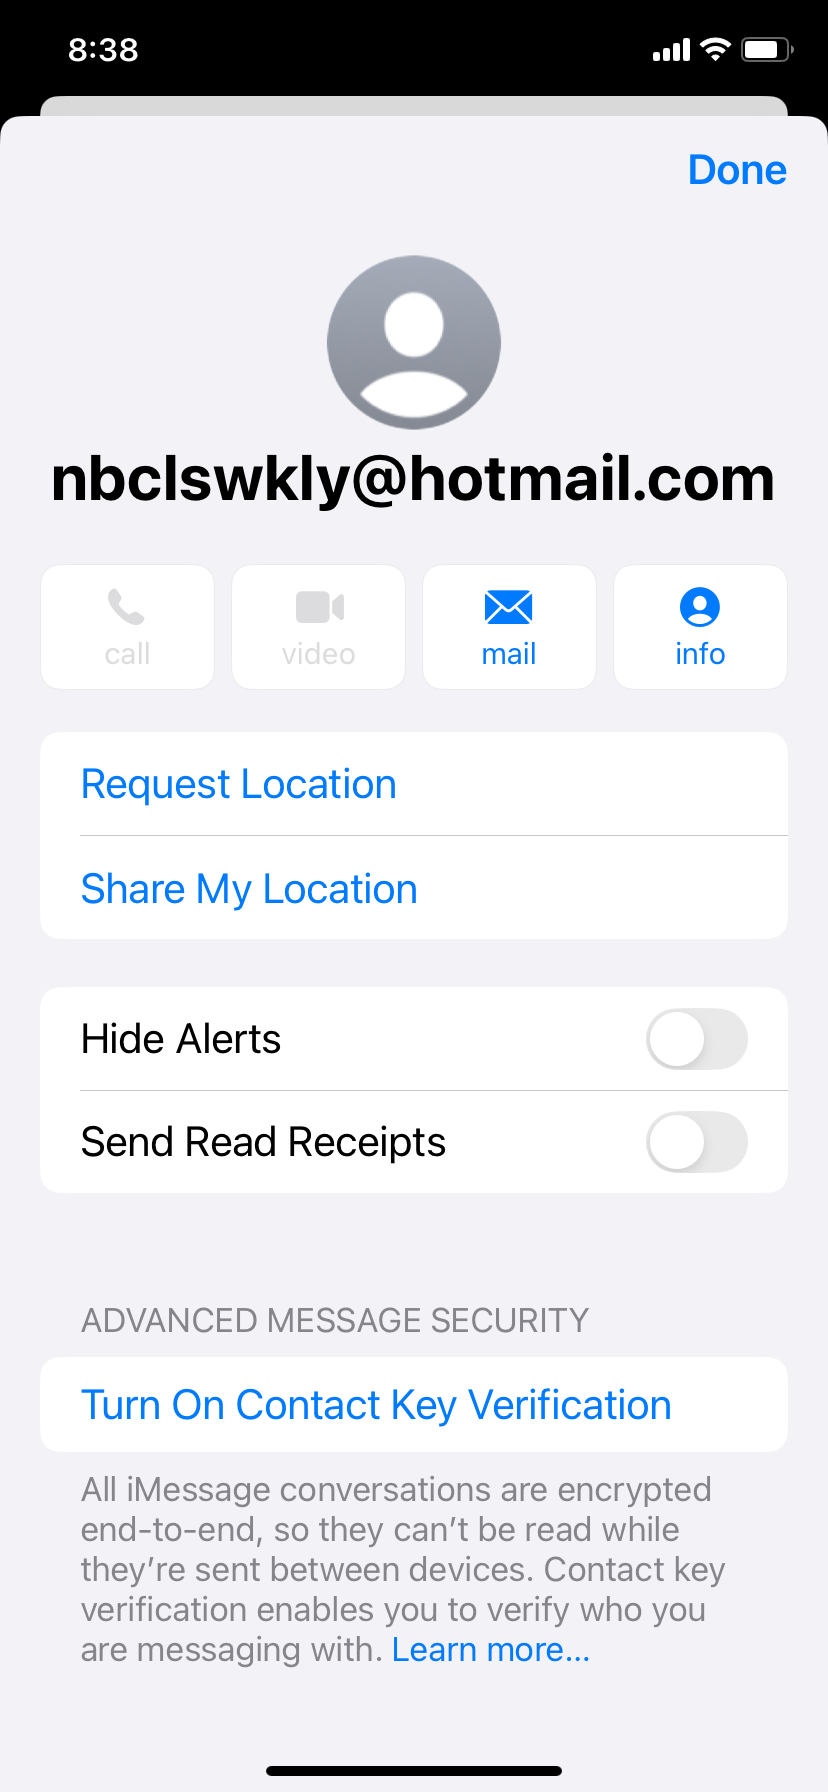 8:38
Done
nbclswkly@hotmail.com
call
video
mail
info
Request Location
Share My Location
Hide Alerts
Send Read Receipts
ADVANCED MESSAGE SECURITY
Turn On Contact Key Verification
All iMessage conversations are encrypted
end-to-end, so they can’t be read while
they’re sent between devices. Contact key
verification enables you to verify who you
are messaging with. Learn more...